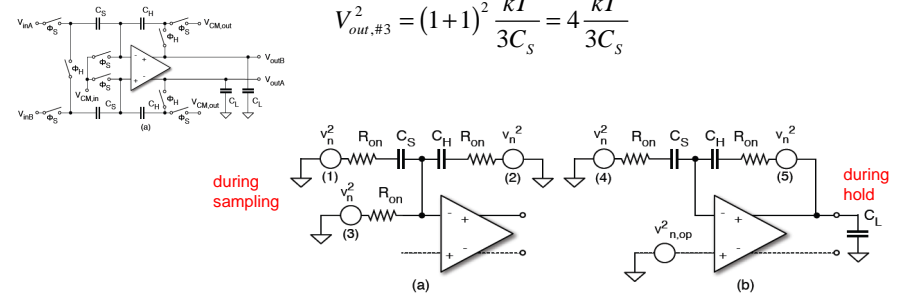 V²out,#3 = (1+1)² kT/3C_S = 4 kT/3C_S
C_S C_H
V_inA Φ_S Φ_S V_CM,out
Φ_H
Φ_H Φ_S - + V_outB
Φ_S + - V_outA
V_CM,in Φ_H C_L C_L
C_S C_H V_CM,out
V_inB Φ_S Φ_S
(a)
v_n² R_on C_S C_H R_on v_n²
(1) (2)
during sampling
v_n² R_on
(3)
- +
+ -
(a)
v_n² R_on C_S C_H R_on v_n²
(4) (5)
during hold
C_L
v²n,op
- +
+ -
(b)